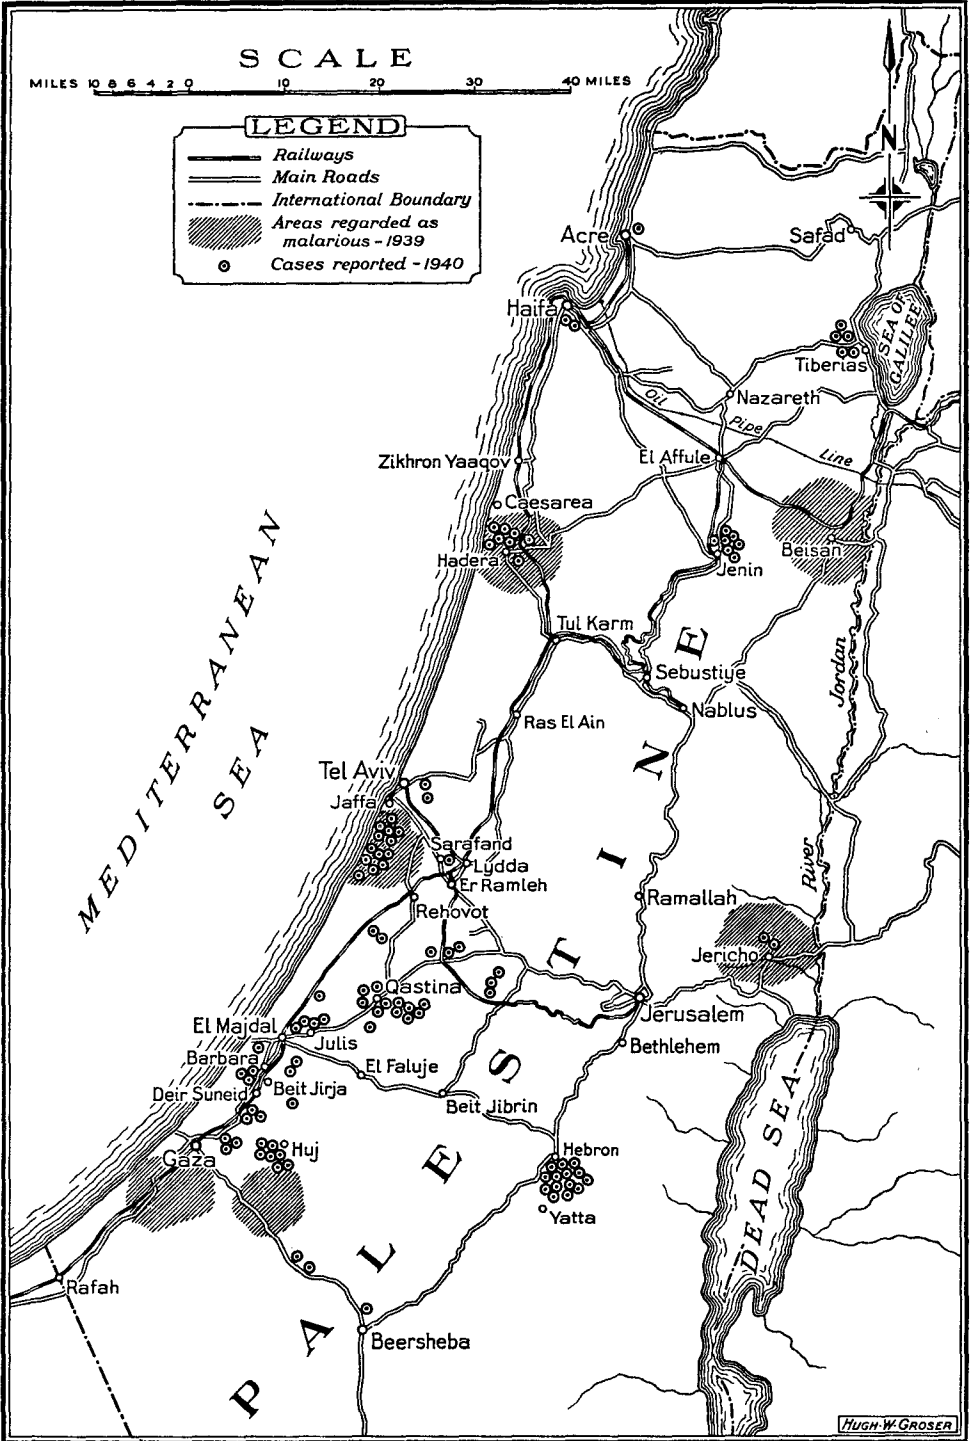 SCALE
MILES 10 8 6 4 2 0 10 20 30 40 MILES
LEGEND
Railways
Main Roads
International Boundary
Areas regarded as
malarious - 1939
Cases reported - 1940
N
Acre
Safad
Haifa
SEA OF
GALILEE
Tiberias
Nazareth
Oil Pipe Line
Zikhron Yaaqov
El Affule
Caesarea
Hadera
Beisan
Jenin
MEDITERRANEAN
SEA
Tul Karm
Sebustiye
Nablus
Ras El Ain
River Jordan
Tel Aviv
Jaffa
Sarafand
Lydda
Er Ramleh
Rehovot
Ramallah
Jericho
Qastina
Jerusalem
El Majdal
Julis
Bethlehem
Barbara
El Faluje
Deir Suneid
Beit Jirja
Beit Jibrin
Huj
Gaza
Hebron
Yatta
DEAD SEA
Rafah
Beersheba
PALESTINE
HUGH·W·GROSER